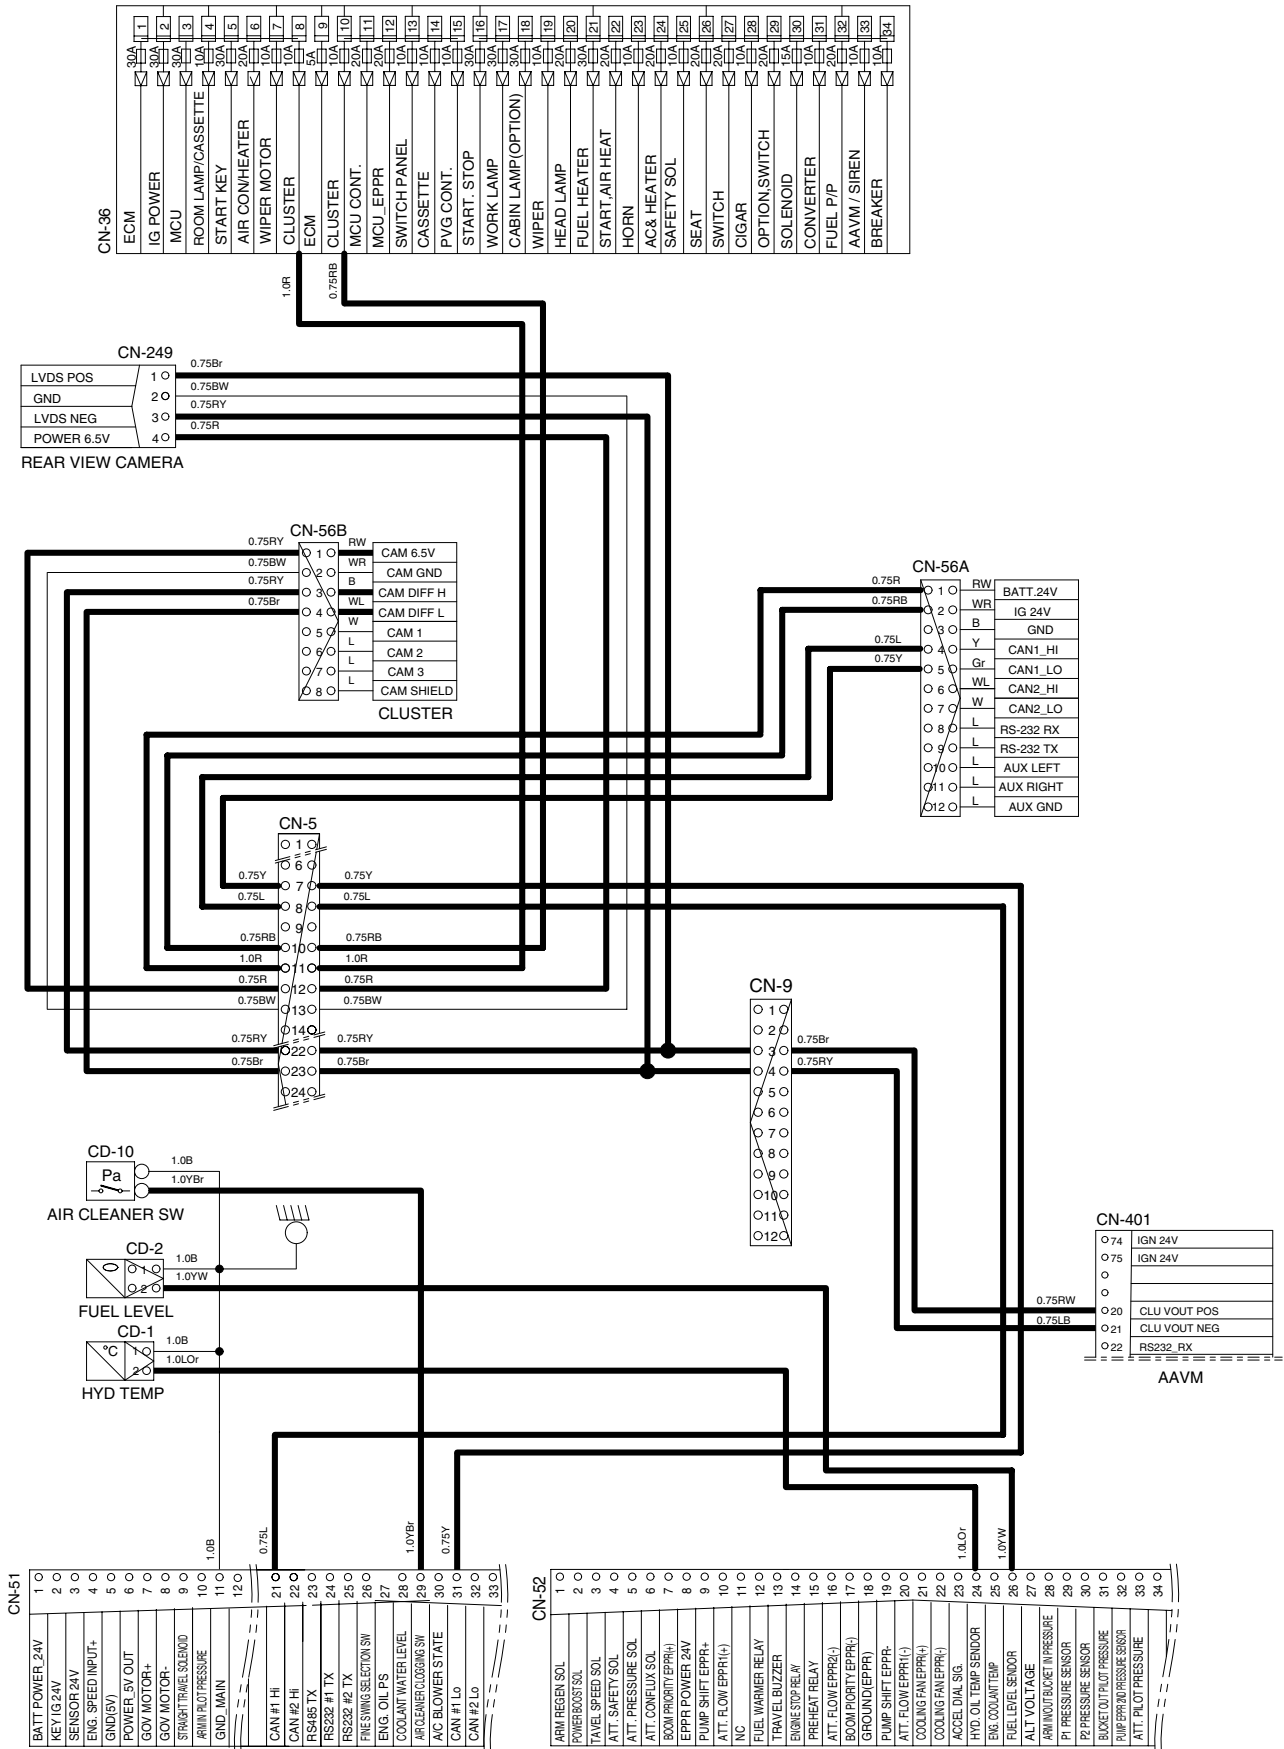 CN-36
1 2 3 4 5 6 7 8 9 10 11 12 13 14 15 16 17 18 19 20 21 22 23 24 25 26 27 28 29 30 31 32 33 34
30A 30A 30A 10A 30A 20A 10A 10A 5A 10A 20A 20A 10A 10A 10A 30A 30A 30A 10A 20A 30A 20A 10A 20A 10A 20A 20A 10A 20A 15A 10A 20A 10A 10A
ECM
IG POWER
MCU
ROOM LAMP/CASSETTE
START KEY
AIR CON/HEATER
WIPER MOTOR
CLUSTER
ECM
CLUSTER
MCU CONT.
MCU_EPPR
SWITCH PANEL
CASSETTE
PVG CONT.
START. STOP
WORK LAMP
CABIN LAMP(OPTION)
WIPER
HEAD LAMP
FUEL HEATER
START,AIR HEAT
HORN
AC& HEATER
SAFETY SOL
SEAT
SWITCH
CIGAR
OPTION,SWITCH
SOLENOID
CONVERTER
FUEL P/P
AAVM / SIREN
BREAKER
1.0R
0.75RB
CN-249
LVDS POS 1 0.75Br
GND 2 0.75BW
LVDS NEG 3 0.75RY
POWER 6.5V 4 0.75R
REAR VIEW CAMERA
CN-56B
0.75RY 1 RW CAM 6.5V
0.75BW 2 WR CAM GND
0.75RY 3 B CAM DIFF H
0.75Br 4 WL CAM DIFF L
5 W CAM 1
6 L CAM 2
7 L CAM 3
8 L CAM SHIELD
CLUSTER
CN-56A
0.75R 1 RW BATT.24V
0.75RB 2 WR IG 24V
3 B GND
0.75L 4 Y CAN1_HI
0.75Y 5 Gr CAN1_LO
6 WL CAN2_HI
7 W CAN2_LO
8 L RS-232 RX
9 L RS-232 TX
10 L AUX LEFT
11 L AUX RIGHT
12 L AUX GND
CN-5
1
6
0.75Y 7 0.75Y
0.75L 8 0.75L
9
0.75RB 10 0.75RB
1.0R 11 1.0R
0.75R 12 0.75R
0.75BW 13 0.75BW
14
0.75RY 22 0.75RY
0.75Br 23 0.75Br
24
CN-9
1
2
3 0.75Br
4 0.75RY
5
6
7
8
9
10
11
12
CD-10
Pa
1.0B
1.0YBr
AIR CLEANER SW
CD-2
1 1.0B
2 1.0YW
FUEL LEVEL
CD-1
°C
1 1.0B
2 1.0LOr
HYD TEMP
CN-401
74 IGN 24V
75 IGN 24V
0.75RW 20 CLU VOUT POS
0.75LB 21 CLU VOUT NEG
22 RS232_RX
AAVM
1.0B
0.75L
1.0YBr
0.75Y
1.0LOr
1.0YW
CN-51
1 2 3 4 5 6 7 8 9 10 11 12 21 22 23 24 25 26 27 28 29 30 31 32 33
BATT POWER_24V
KEY IG 24V
SENSOR 24V
ENG. SPEED INPUT+
GND(5V)
POWER_5V OUT
GOV MOTOR+
GOV MOTOR-
STRAIGHT TRAVEL SOLENOID
ARMIN PILOT PRESSURE
GND_MAIN
CAN #1 Hi
CAN #2 Hi
RS485 TX
RS232 #1 TX
RS232 #2 TX
FINE SWING SELECTION SW
ENG. OIL PS
COOLANT WATER LEVEL
AIR CLEANER CLOGGING SW
A/C BLOWER STATE
CAN #1 Lo
CAN #2 Lo
CN-52
1 2 3 4 5 6 7 8 9 10 11 12 13 14 15 16 17 18 19 20 21 22 23 24 25 26 27 28 29 30 31 32 33 34
ARM REGEN SOL
POWER BOOST SOL
TAVEL SPEED SOL
ATT. SAFETY SOL
ATT. PRESSURE SOL
ATT. CONFLUX SOL
BOOM PRIORITY EPPR(+)
EPPR POWER 24V
PUMP SHIFT EPPR+
ATT. FLOW EPPR1(+)
NC
FUEL WARMER RELAY
TRAVEL BUZZER
ENGINE STOP RELAY
PREHEAT RELAY
ATT. FLOW EPPR2(-)
BOOM PIORITY EPPR(-)
GROUND(EPPR)
PUMP SHIFT EPPR-
ATT. FLOW EPPR1(-)
COOLING FAN EPPR(+)
COOLING FAN EPPR(-)
ACCEL DIAL SIG.
HYD. OIL TEMP SENDOR
ENG. COOLANT TEMP
FUEL LEVEL SENDOR
ALT VOLTAGE
ARM IN/OUT BUCKET IN PRESSURE
P1 PRESSURE SENSOR
P2 PRESSURE SENSOR
BUCKET OUT PILOT PRESSURE
PUMP EPPR 2ND PRESSURE SENSOR
ATT. PILOT PRESSURE